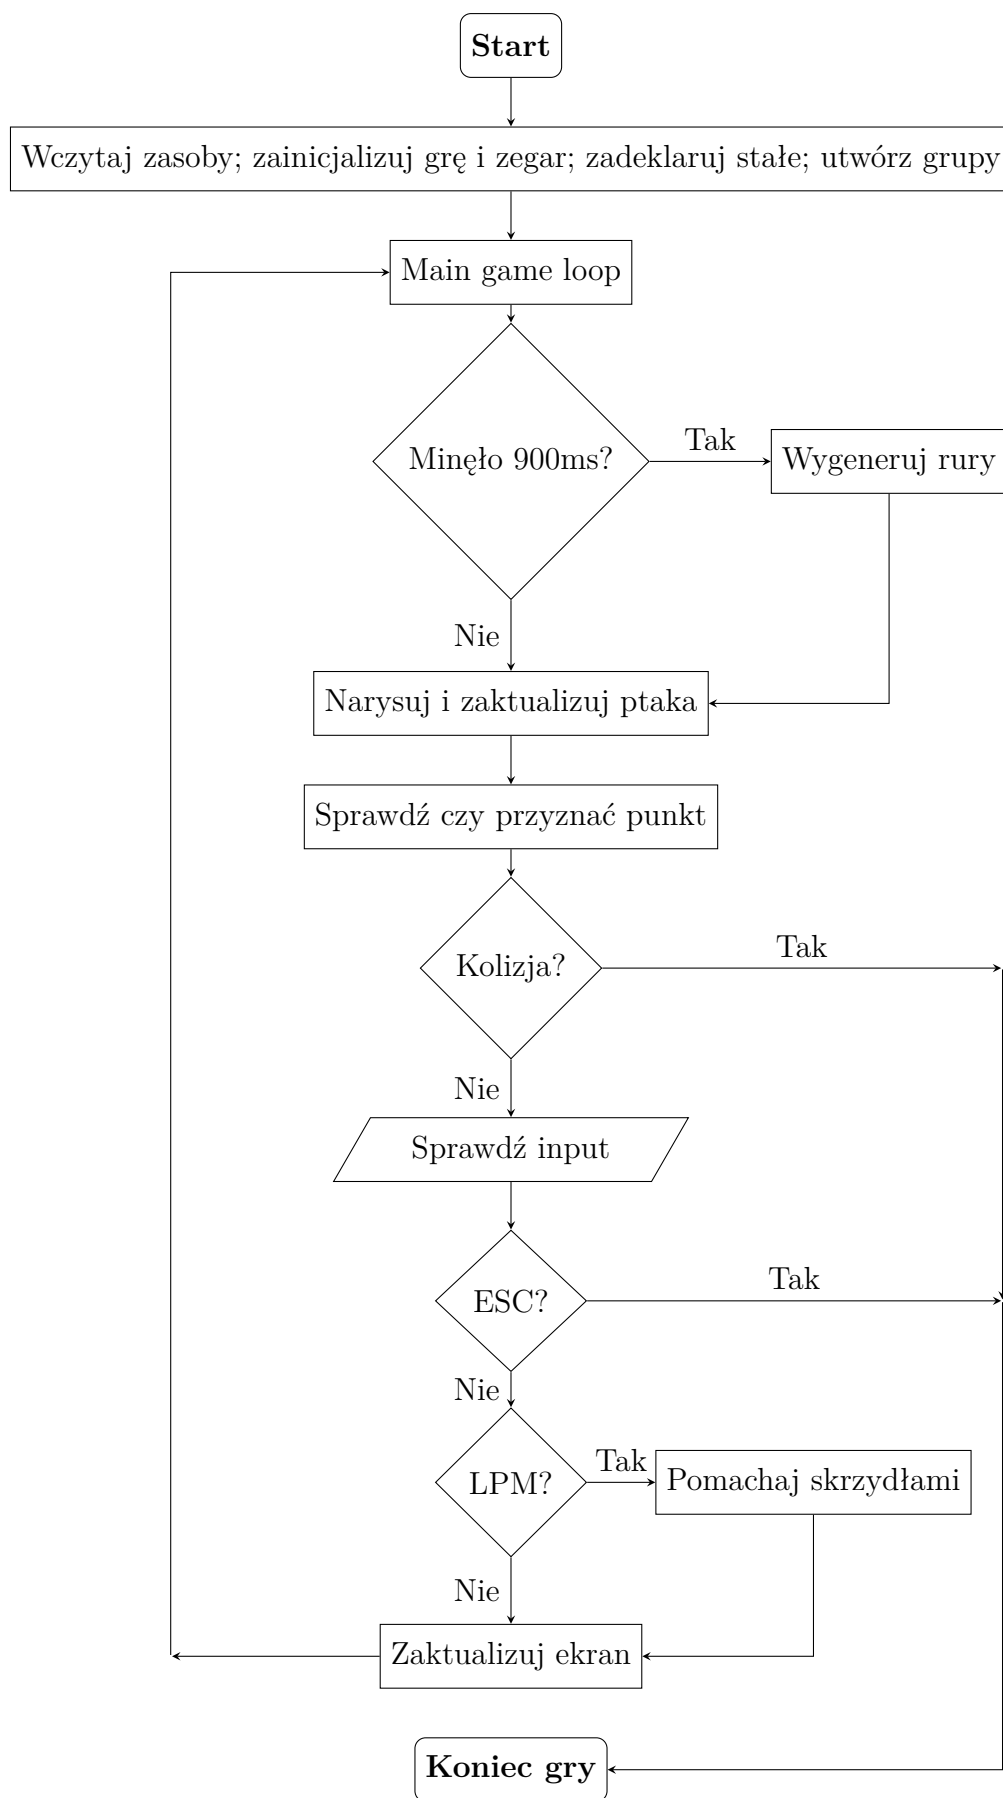 Start
Wczytaj zasoby; zainicjalizuj grę i zegar; zadeklaruj stałe; utwórz grupy
Main game loop
Minęło 900ms?
Tak
Wygeneruj rury
Nie
Narysuj i zaktualizuj ptaka
Sprawdź czy przyznać punkt
Kolizja?
Tak
Nie
Sprawdź input
ESC?
Tak
Nie
LPM?
Tak
Pomachaj skrzydłami
Nie
Zaktualizuj ekran
Koniec gry